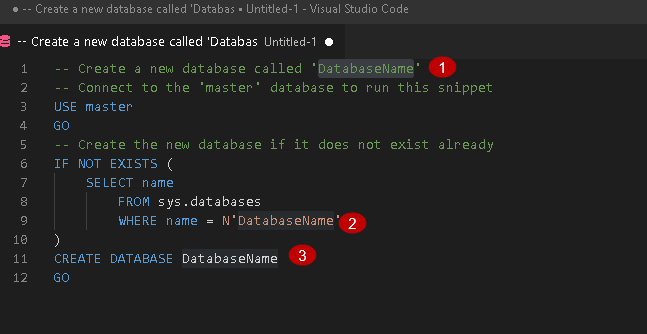 ● -- Create a new database called 'Databas • Untitled-1 - Visual Studio Code
-- Create a new database called 'Databas Untitled-1 ●
1 -- Create a new database called 'DatabaseName' 1
2 -- Connect to the 'master' database to run this snippet
3 USE master
4 GO
5 -- Create the new database if it does not exist already
6 IF NOT EXISTS (
7 SELECT name
8 FROM sys.databases
9 WHERE name = N'DatabaseName' 2
10 )
11 CREATE DATABASE DatabaseName 3
12 GO